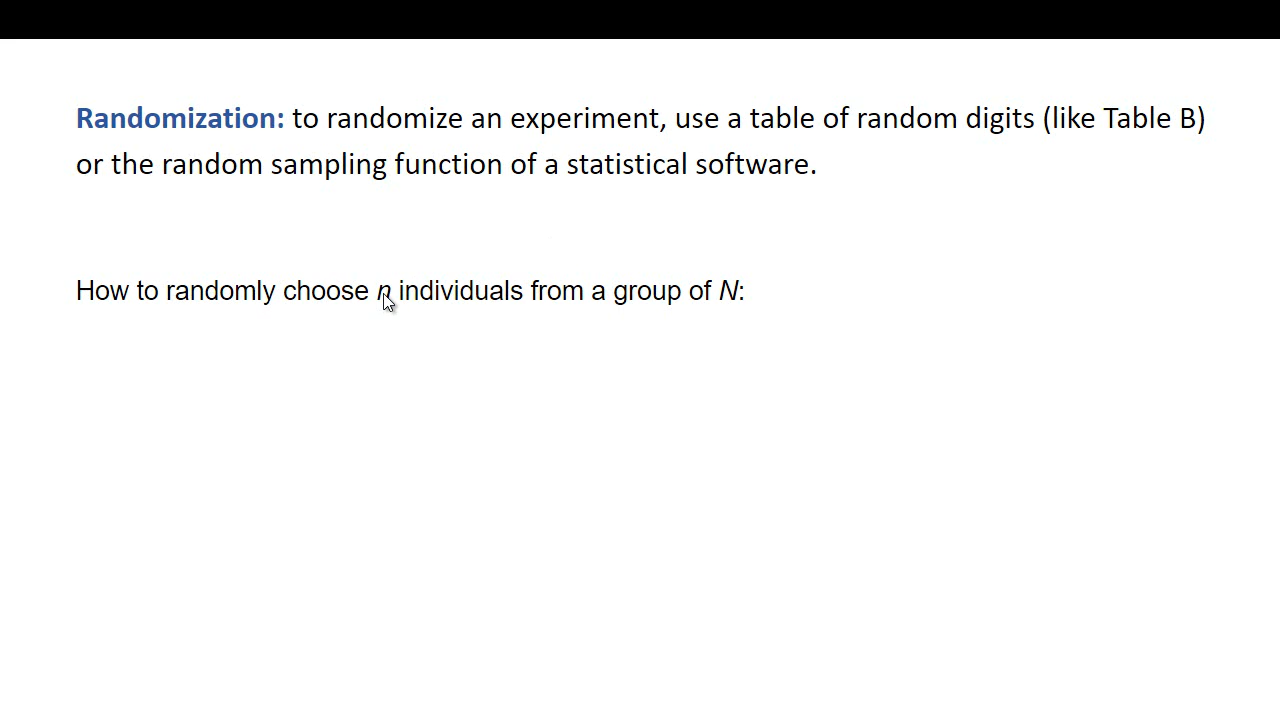 Randomization: to randomize an experiment, use a table of random digits (like Table B)
or the random sampling function of a statistical software.
How to randomly choose n individuals from a group of N: